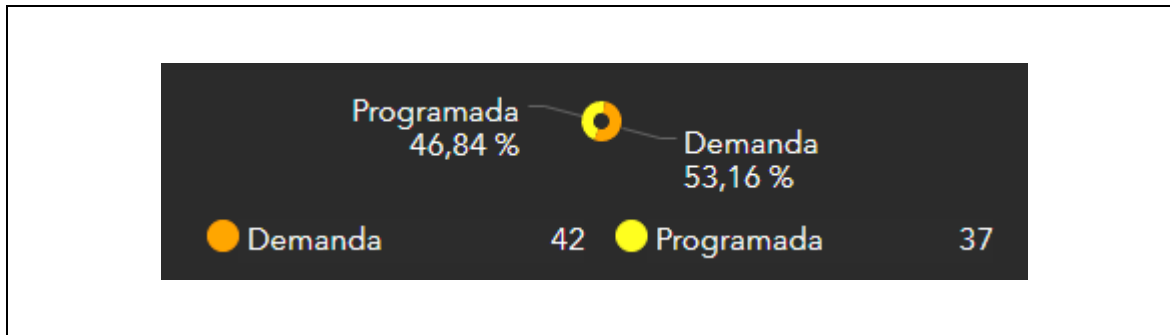 Programada
46,84 %
Demanda
53,16 %
Demanda 42 Programada 37